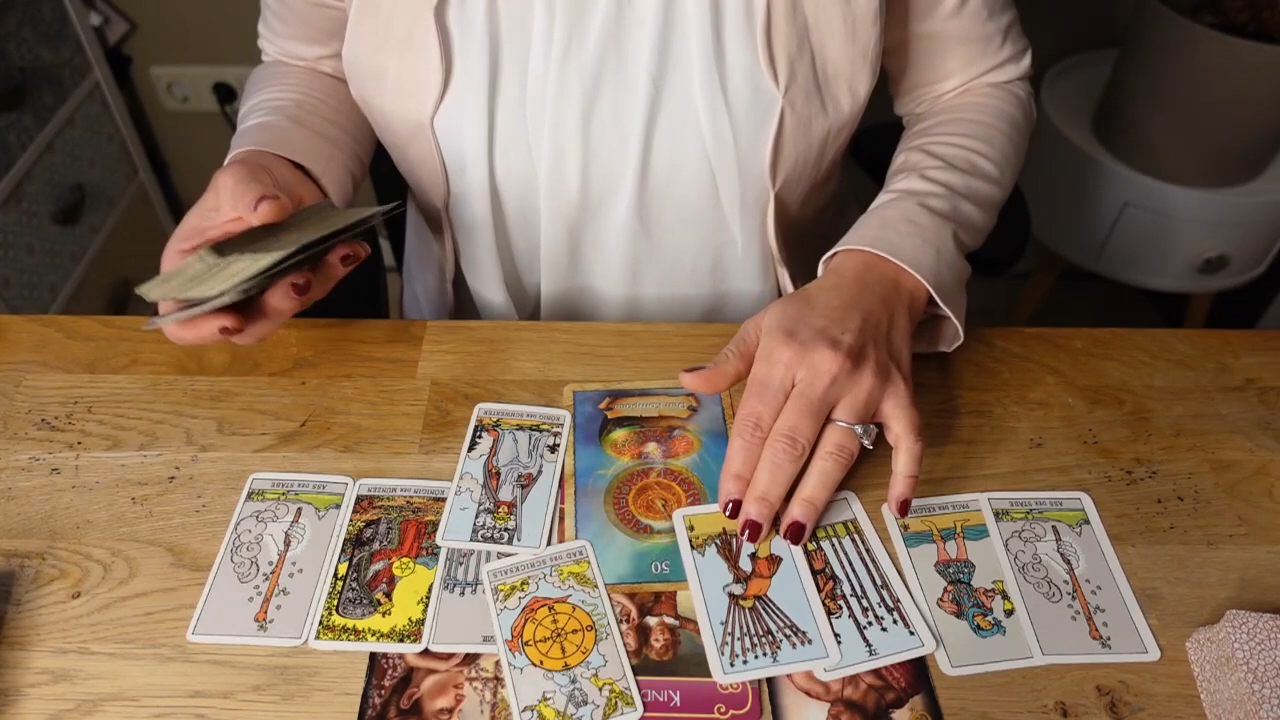 KÖNIG DER SCHWERTER
ASS DER STÄBE
KÖNIGIN MÜNZEN
RAD DES SCHICKSALS
50
KIND
PAGE DER KELCHE
ASS DER STÄBE
X